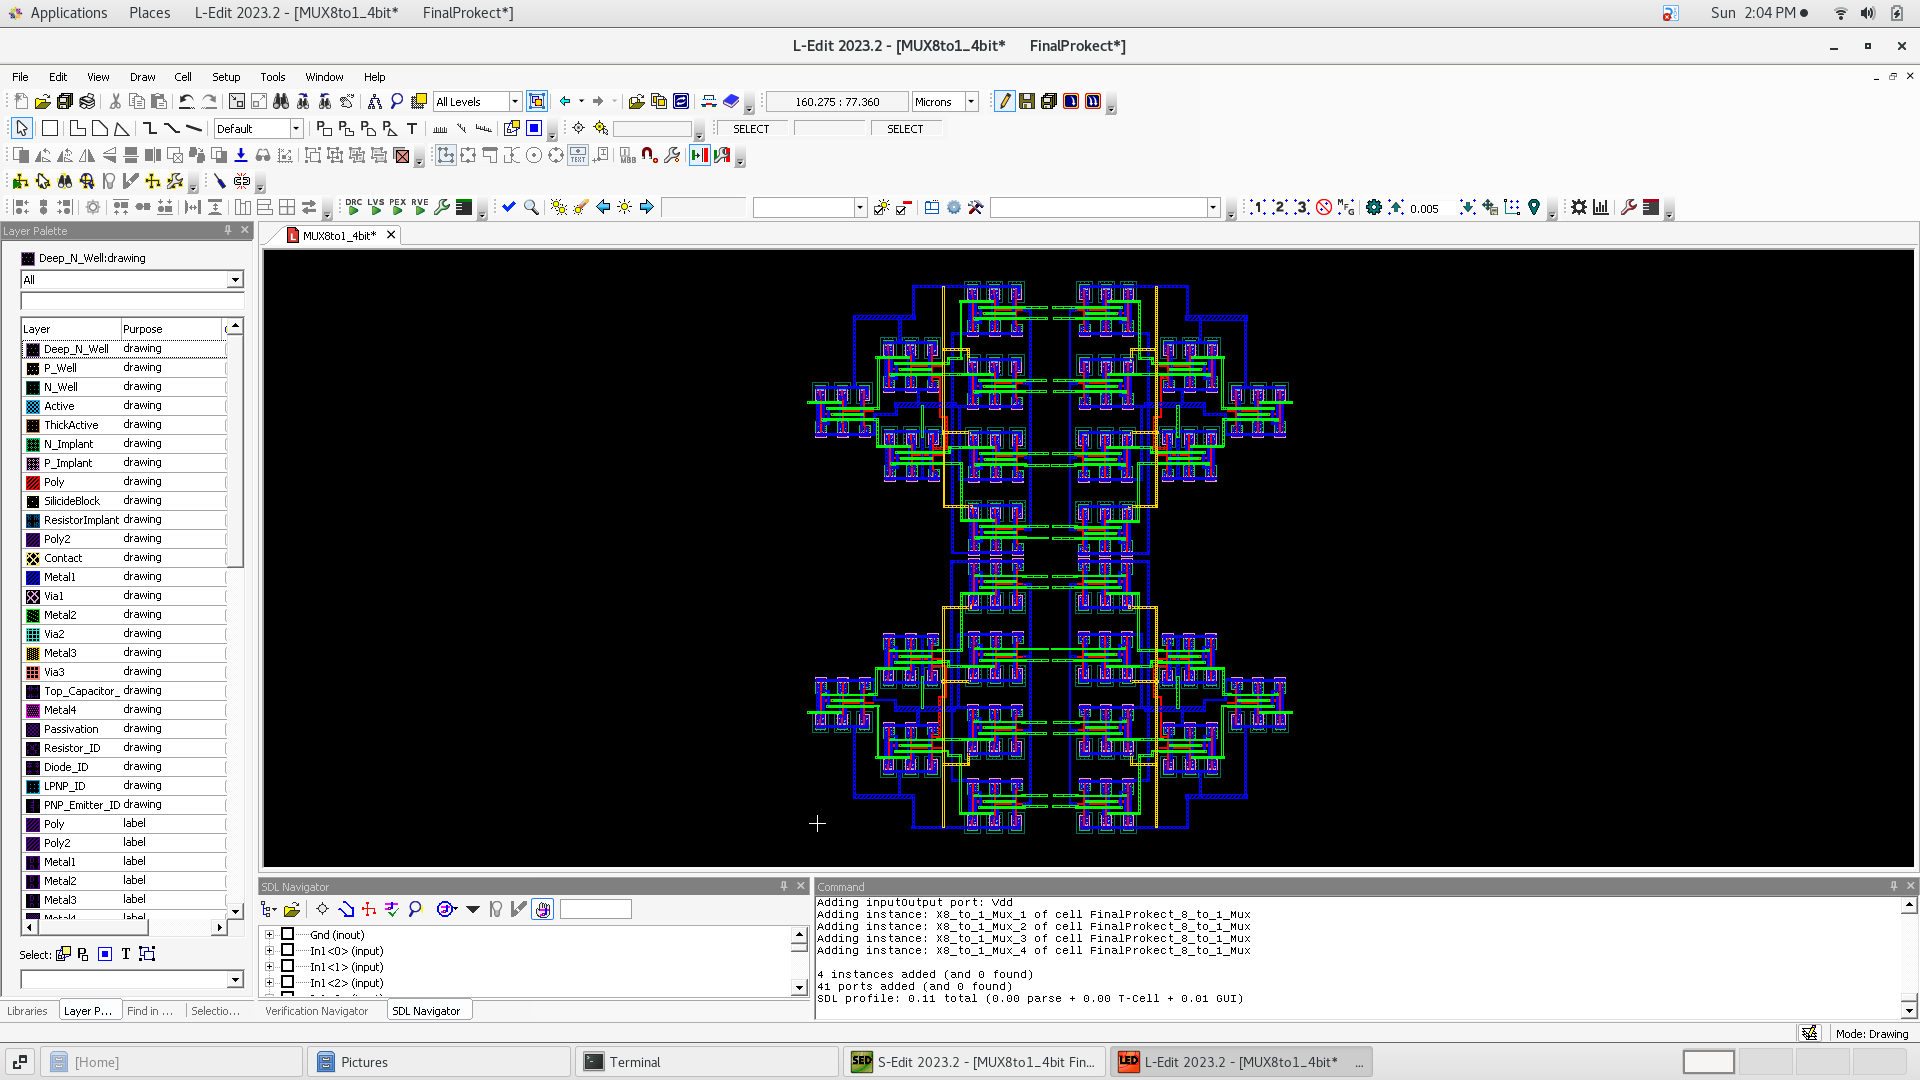 Applications Places L-Edit 2023.2 - [MUX8to1_4bit* FinalProkect*] Sun 2:04 PM
L-Edit 2023.2 - [MUX8to1_4bit* FinalProkect*]
File Edit View Draw Cell Setup Tools Window Help
All Levels 160.275 : 77.360 Microns
Default T SELECT SELECT
TEXT MBB
DRC LVS PEX RVE 1 2 3 0.005
Layer Palette
MUX8to1_4bit*
Deep_N_Well:drawing
All
Layer Purpose
Deep_N_Well drawing
P_Well drawing
N_Well drawing
Active drawing
ThickActive drawing
N_Implant drawing
P_Implant drawing
Poly drawing
SilicideBlock drawing
ResistorImplant drawing
Poly2 drawing
Contact drawing
Metal1 drawing
Via1 drawing
Metal2 drawing
Via2 drawing
Metal3 drawing
Via3 drawing
Top_Capacitor_ drawing
Metal4 drawing
Passivation drawing
Resistor_ID drawing
Diode_ID drawing
LPNP_ID drawing
PNP_Emitter_ID drawing
Poly label
Poly2 label
Metal1 label
Metal2 label
Metal3 label
Metal4 label
Select: T
Libraries Layer P... Find in ... Selectio...
SDL Navigator
Gnd (inout)
In1<0> (input)
In1<1> (input)
In1<2> (input)
Verification Navigator SDL Navigator
Command
Adding inputOutput port: Vdd
Adding instance: X8_to_1_Mux_1 of cell FinalProkect_8_to_1_Mux
Adding instance: X8_to_1_Mux_2 of cell FinalProkect_8_to_1_Mux
Adding instance: X8_to_1_Mux_3 of cell FinalProkect_8_to_1_Mux
Adding instance: X8_to_1_Mux_4 of cell FinalProkect_8_to_1_Mux
4 instances added (and 0 found)
41 ports added (and 0 found)
SDL profile: 0.11 total (0.00 parse + 0.00 T-Cell + 0.01 GUI)
Mode: Drawing
[Home] Pictures Terminal SED S-Edit 2023.2 - [MUX8to1_4bit Fin... LED L-Edit 2023.2 - [MUX8to1_4bit* ...